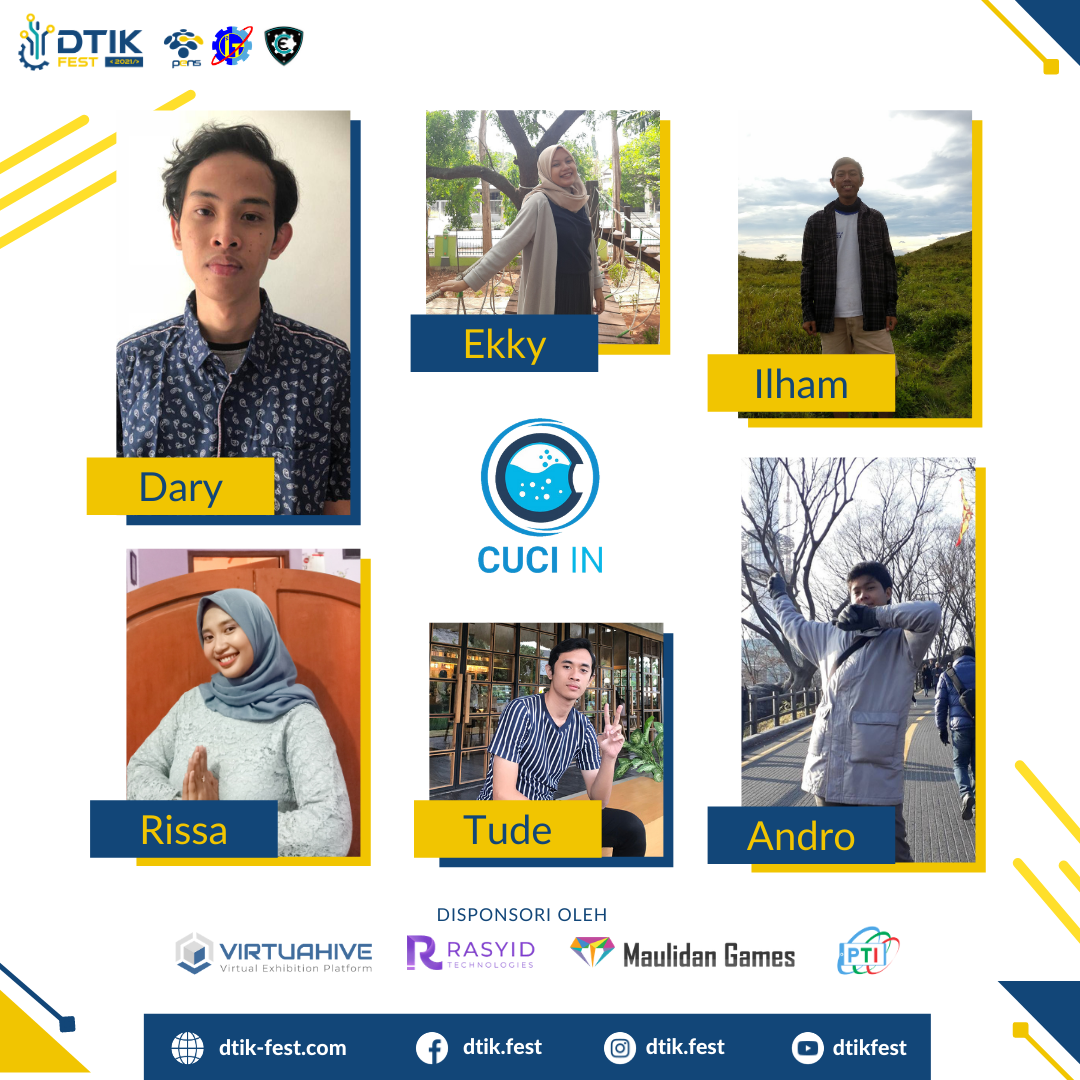 DTIK
FEST <2021/>
pens
Ekky
Ilham
Dary
CUCI IN
Rissa
Tude
Andro
DISPONSORI OLEH
VIRTUAHIVE
Virtual Exhibition Platform
RASYID
TECHNOLOGIES
Maulidan Games
PTI
dtik-fest.com
dtik.fest
dtik.fest
dtikfest